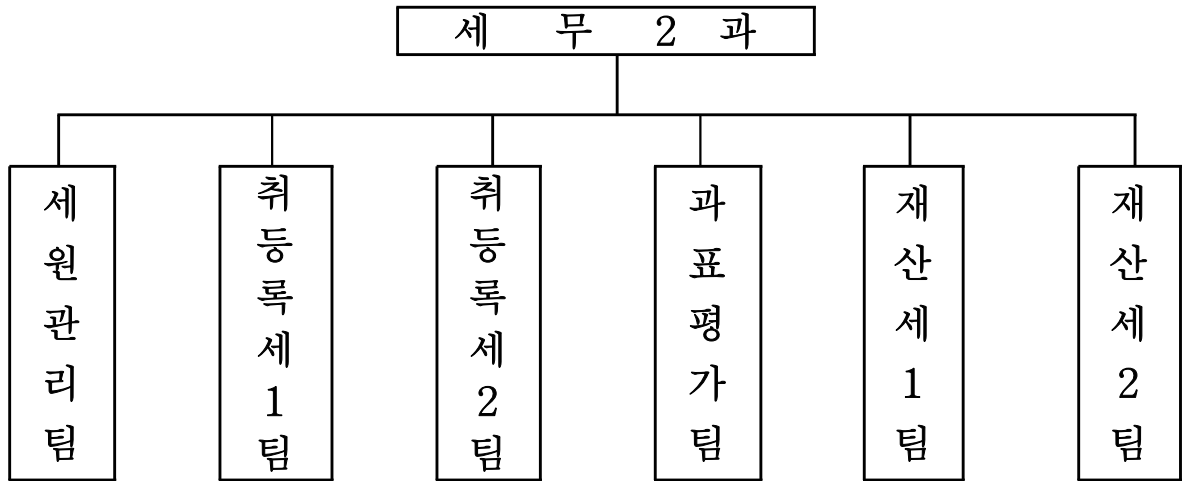 세 무 2 과
세원관리팀
취등록세1팀
취등록세2팀
과표평가팀
재산세1팀
재산세2팀